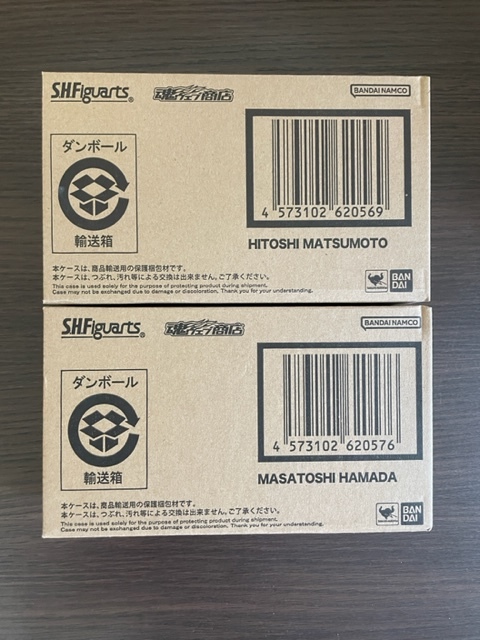 S.H.Figuarts
魂ウェブ商店
BANDAI NAMCO
ダンボール
輸送箱
4 573102 620569
HITOSHI MATSUMOTO
本ケースは、商品輸送用の保護梱包材です。
本ケースは、つぶれ、汚れ等による交換は出来ません。ご了承ください。
This case is used solely for the purpose of protecting product during shipment.
Case may not be exchanged due to damage or discoloration. Thank you for your understanding.
BAN
DAI
S.H.Figuarts
魂ウェブ商店
BANDAI NAMCO
ダンボール
輸送箱
4 573102 620576
MASATOSHI HAMADA
本ケースは、商品輸送用の保護梱包材です。
本ケースは、つぶれ、汚れ等による交換は出来ません。ご了承ください。
This case is used solely for the purpose of protecting product during shipment.
Case may not be exchanged due to damage or discoloration. Thank you for your understanding.
BAN
DAI